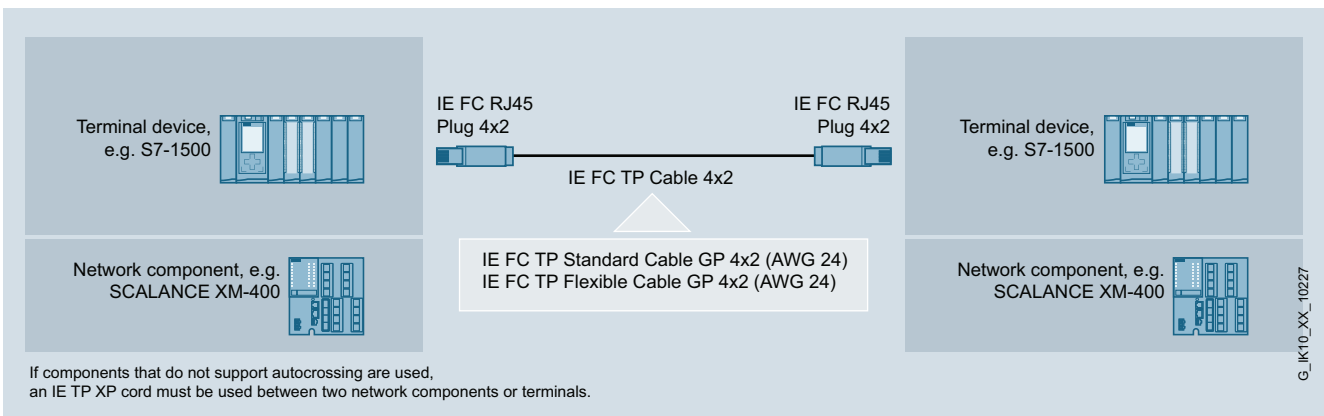 Terminal device,
e.g. S7-1500
Network component, e.g.
SCALANCE XM-400
IE FC RJ45
Plug 4x2
IE FC RJ45
Plug 4x2
IE FC TP Cable 4x2
IE FC TP Standard Cable GP 4x2 (AWG 24)
IE FC TP Flexible Cable GP 4x2 (AWG 24)
Terminal device,
e.g. S7-1500
Network component, e.g.
SCALANCE XM-400
If components that do not support autocrossing are used,
an IE TP XP cord must be used between two network components or terminals.
G_IK10_XX_10227